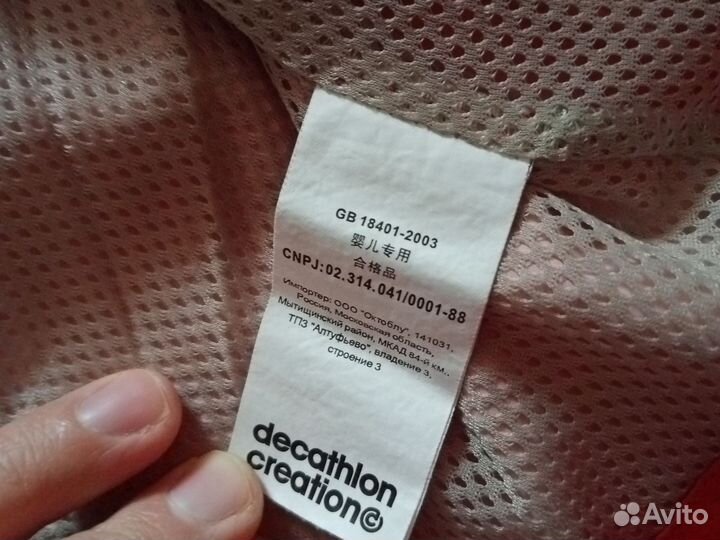 GB 18401-2003
婴儿专用
合格品
CNPJ:02.314.041/0001-88
Импортер: ООО "Октоблу", 141031,
Россия, Московская область,
Мытищинский район, МКАД 84-й км.,
ТПЗ "Алтуфьево", владение 3,
строение 3
decathlon
creation©
Avito